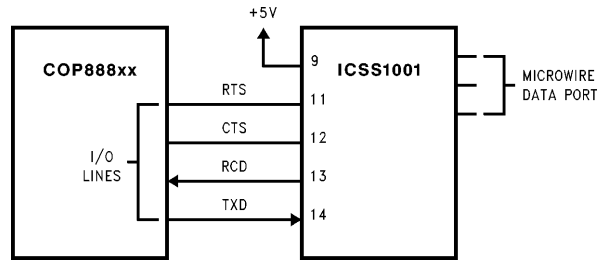 +5V
COP888xx
9
ICSS1001
MICROWIRE
DATA PORT
RTS
11
CTS
12
I/O
LINES
RCD
13
TXD
14